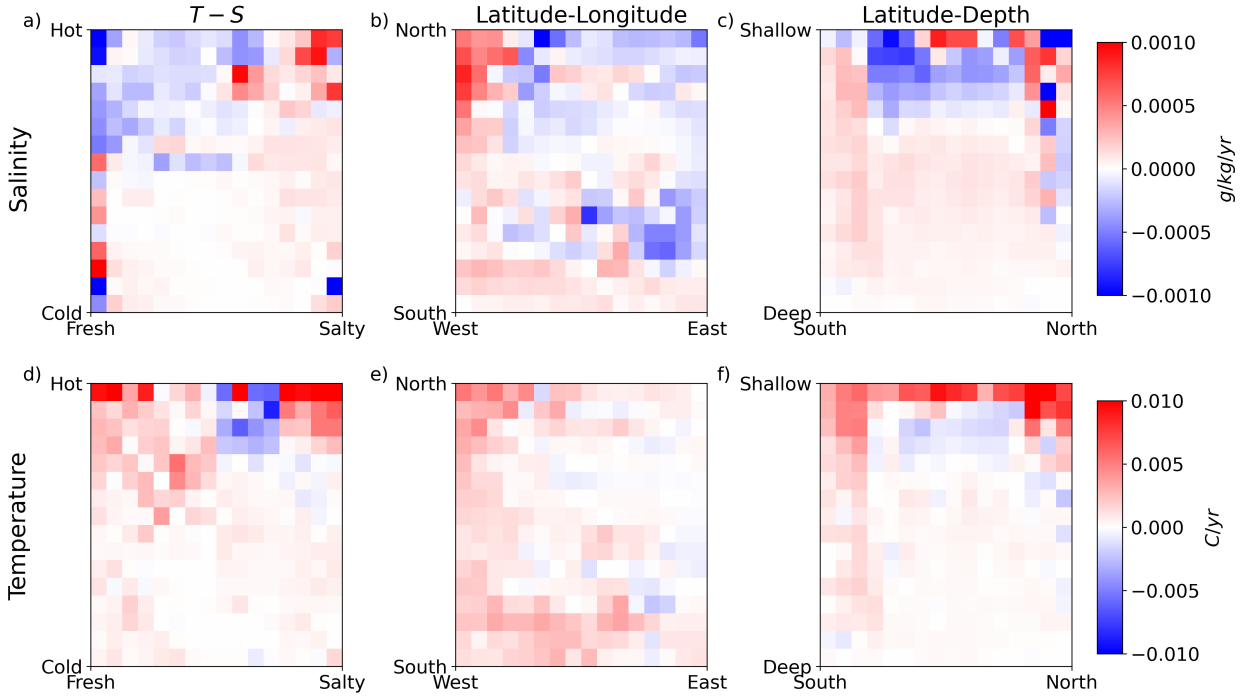 T − S
Latitude-Longitude
Latitude-Depth
a)
Hot
Cold
Fresh
Salty
Salinity
b)
North
South
West
East
c)
Shallow
Deep
South
North
0.0010
0.0005
0.0000
−0.0005
−0.0010
g/kg/yr
d)
Hot
Cold
Fresh
Salty
Temperature
e)
North
South
West
East
f)
Shallow
Deep
South
North
0.010
0.005
0.000
−0.005
−0.010
C/yr